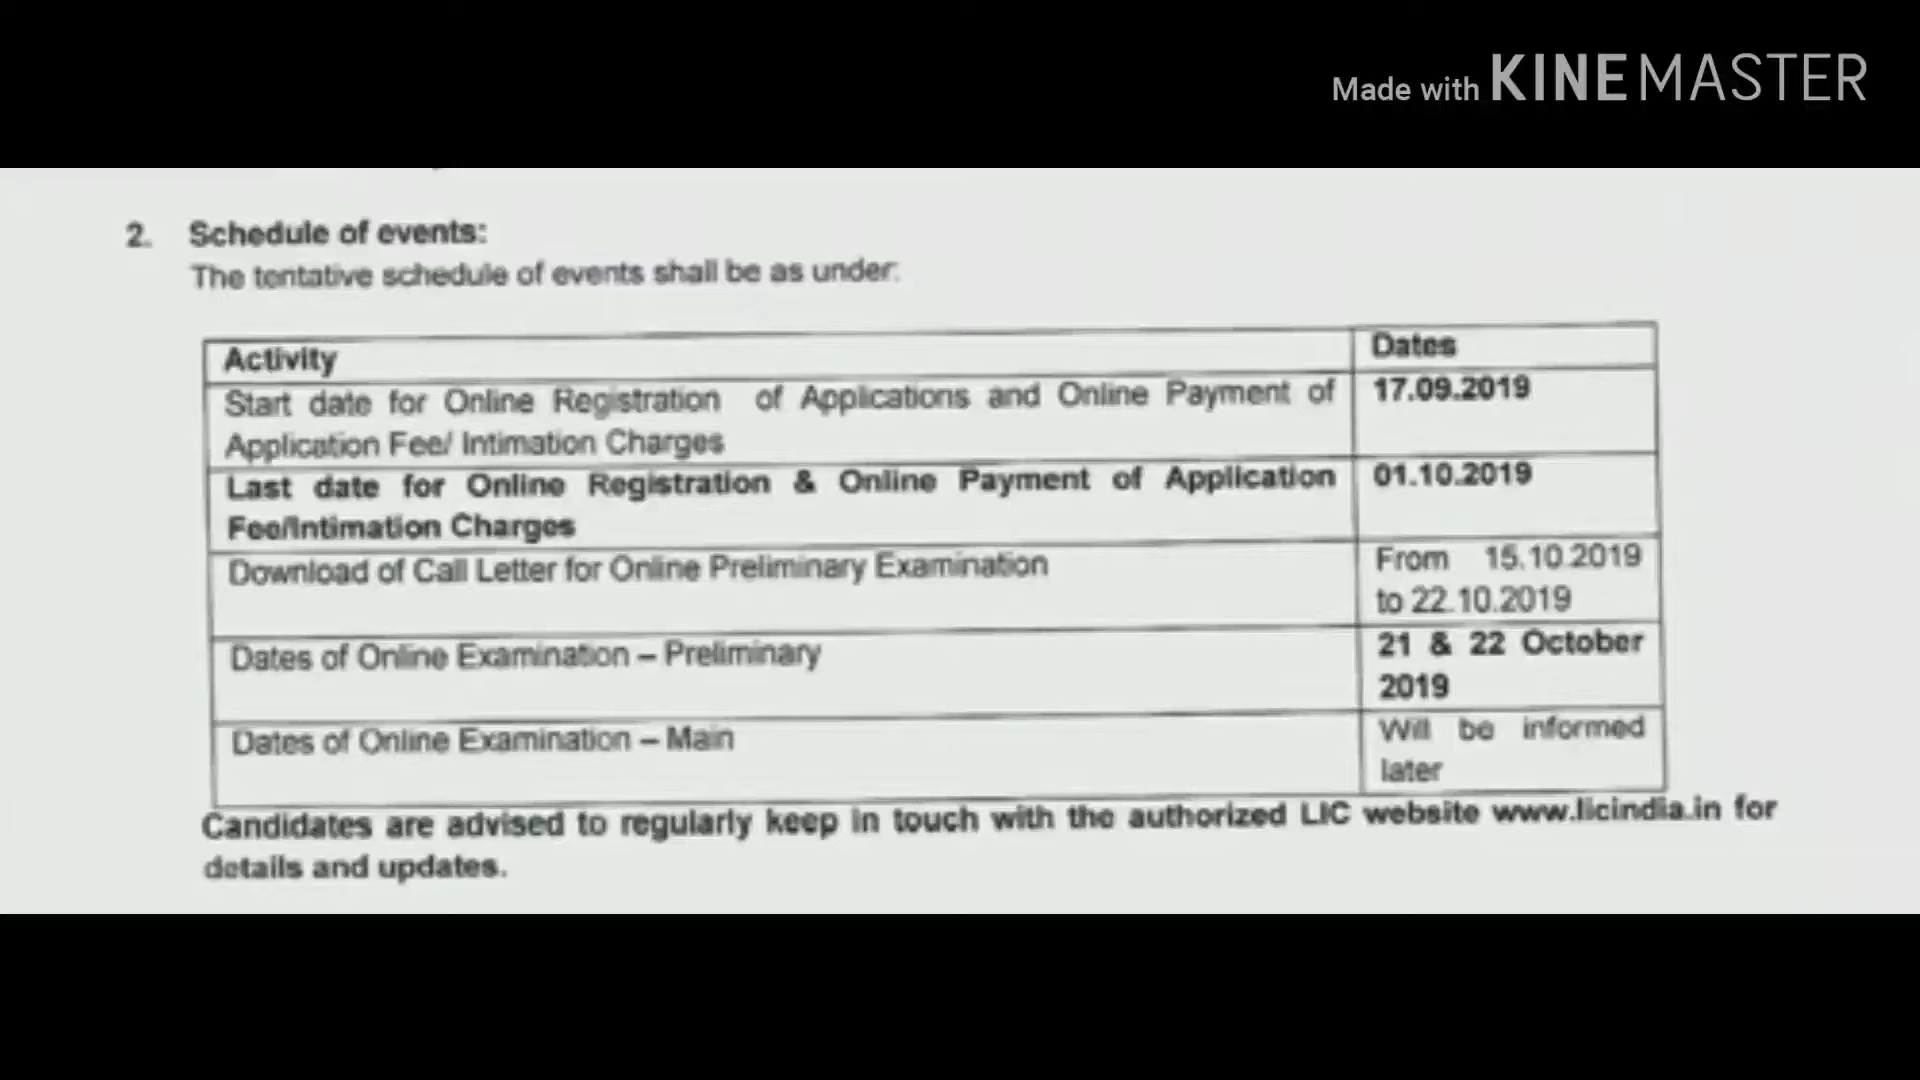 Made with KINEMASTER
2. Schedule of events:
The tentative schedule of events shall be as under:
Activity Dates
Start date for Online Registration of Applications and Online Payment of 17.09.2019
Application Fee/ Intimation Charges
Last date for Online Registration & Online Payment of Application 01.10.2019
Fee/Intimation Charges
Download of Call Letter for Online Preliminary Examination From 15.10.2019
to 22.10.2019
Dates of Online Examination – Preliminary 21 & 22 October
2019
Dates of Online Examination – Main Will be informed
later
Candidates are advised to regularly keep in touch with the authorized LIC website www.licindia.in for
details and updates.